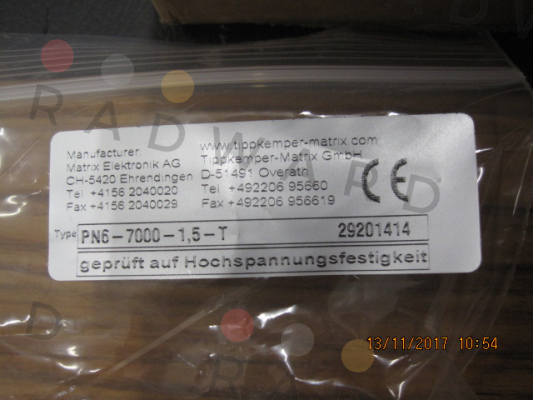 RADWARD
Manufacturer:
Matrix Elektronik AG
CH-5420 Ehrendingen
Tel +4156 2040020
Fax +4156 2040029
www.tippkemper-matrix.com
Tippkemper-Matrix GmbH
D-51491 Overath
Tel +492206 95660
Fax +492206 956619
CE
Type PN6-7000-1,5-T 29201414
geprüft auf Hochspannungsfestigkeit
13/11/2017 10:54